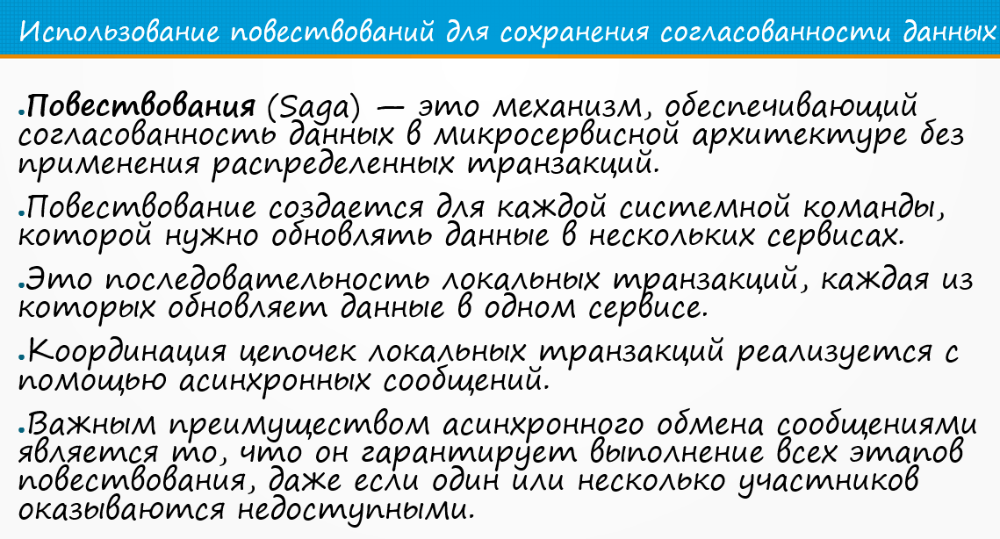 Использование повествований для сохранения согласованности данных
•Повествования (Saga) — это механизм, обеспечивающий
согласованность данных в микросервисной архитектуре без
применения распределенных транзакций.
•Повествование создается для каждой системной команды,
которой нужно обновлять данные в нескольких сервисах.
•Это последовательность локальных транзакций, каждая из
которых обновляет данные в одном сервисе.
•Координация цепочек локальных транзакций реализуется с
помощью асинхронных сообщений.
•Важным преимуществом асинхронного обмена сообщениями
является то, что он гарантирует выполнение всех этапов
повествования, даже если один или несколько участников
оказываются недоступными.